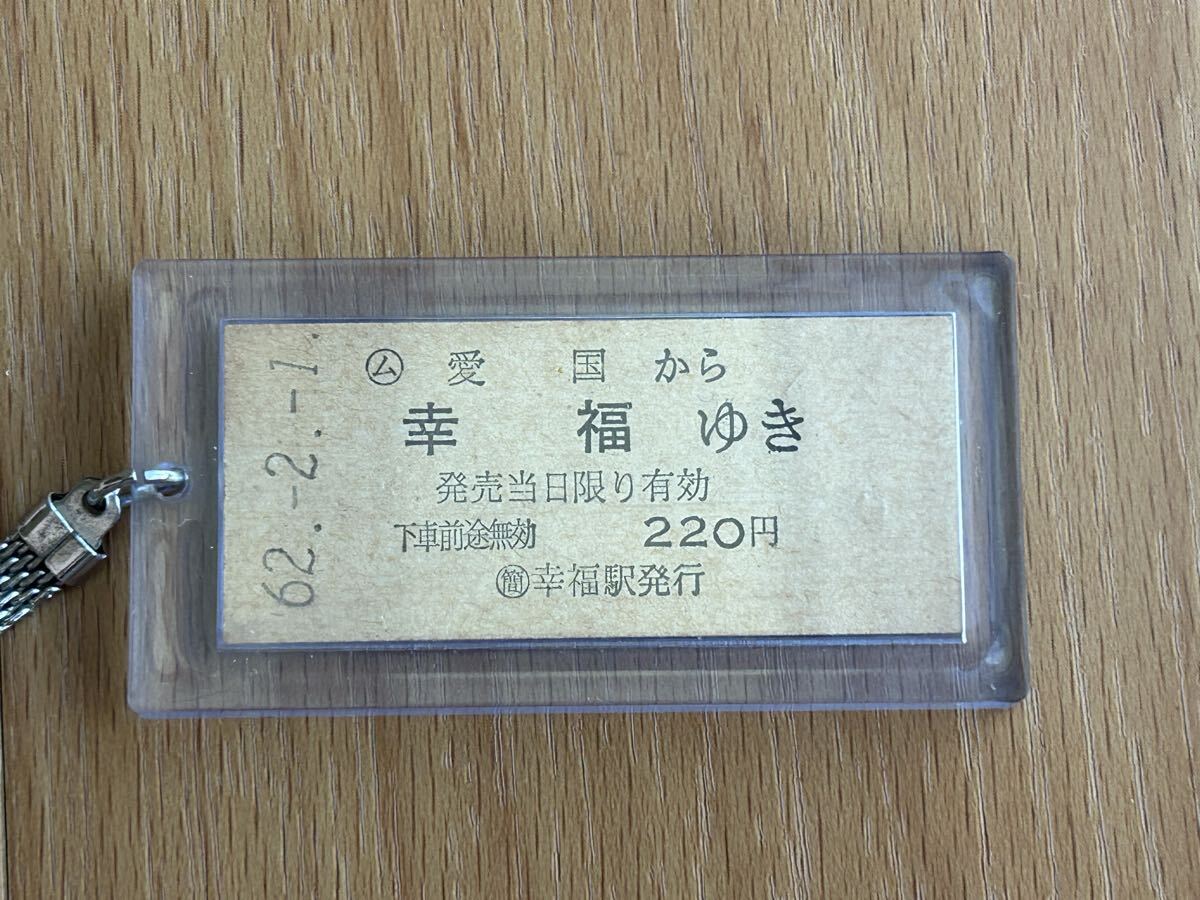 62.-2.-1.
㋰ 愛 国 から
幸 福 ゆき
発売当日限り有効
下車前途無効 220円
㋷幸福駅発行